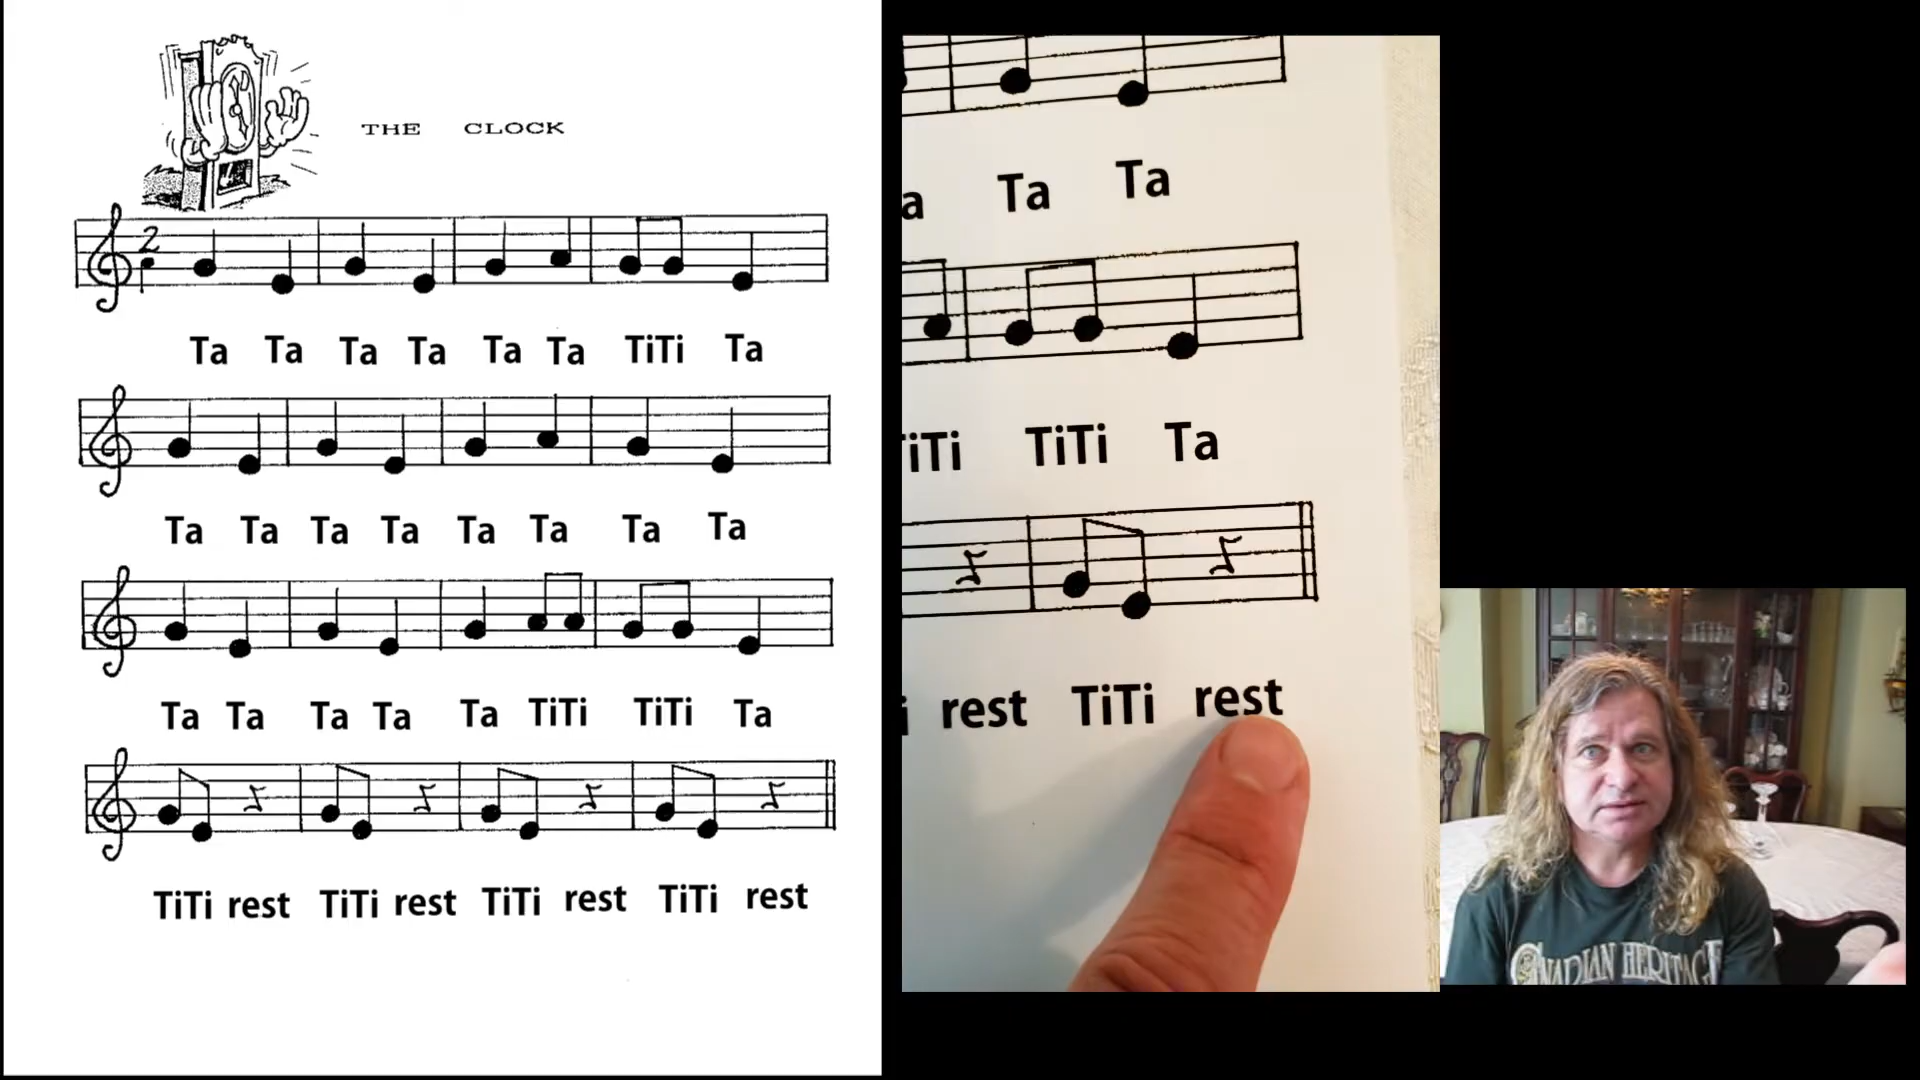 THE CLOCK
2
Ta Ta Ta Ta Ta Ta TiTi Ta
Ta Ta Ta Ta Ta Ta Ta Ta
Ta Ta Ta Ta Ta TiTi TiTi Ta
TiTi rest TiTi rest TiTi rest TiTi rest
a Ta Ta
iTi TiTi Ta
i rest TiTi rest
CANADIAN HERITAGE